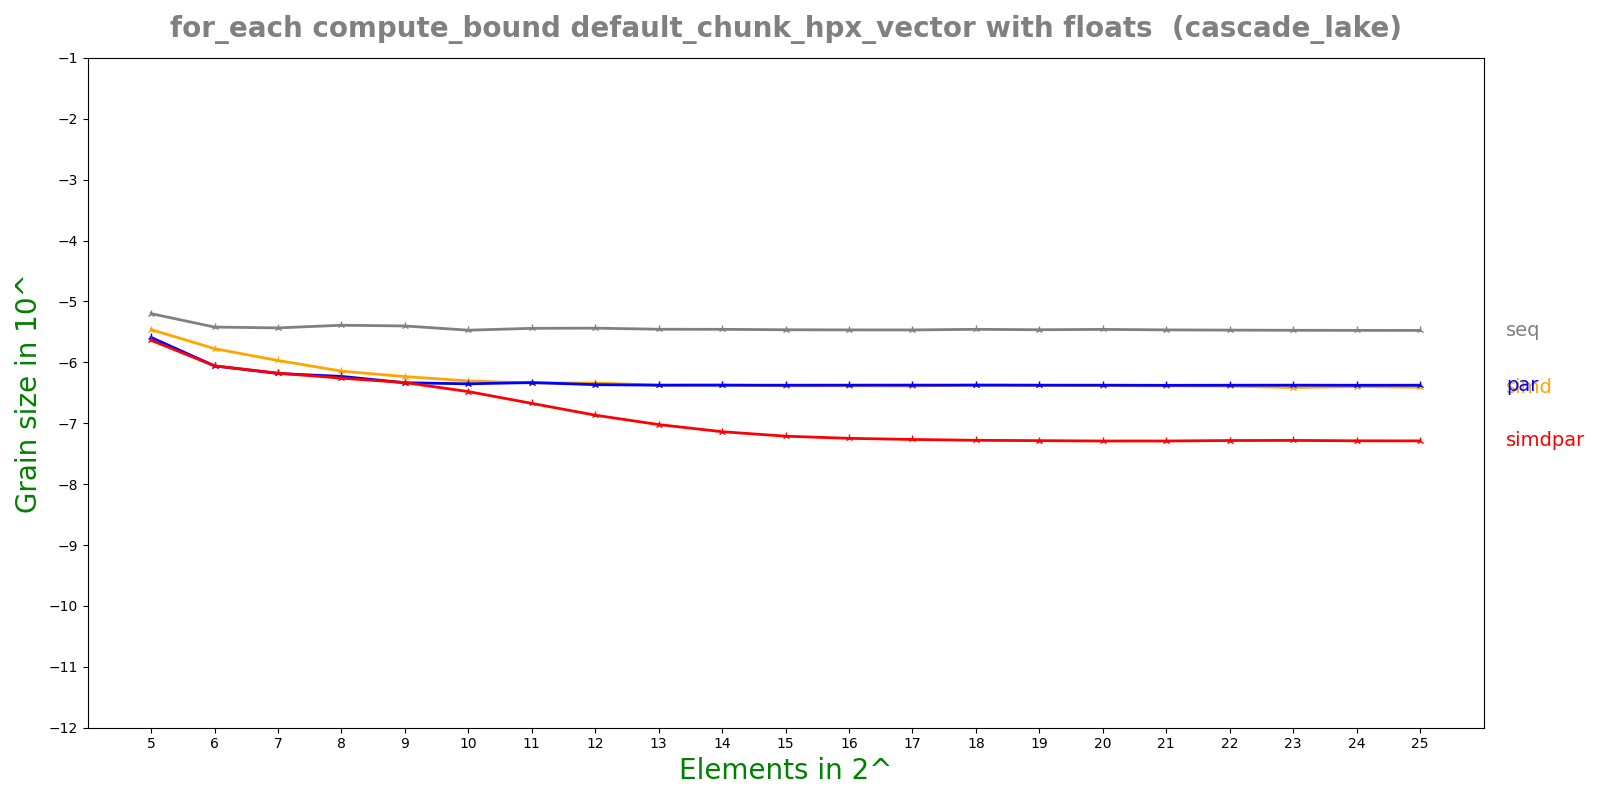 for_each compute_bound default_chunk_hpx_vector with floats  (cascade_lake)
Grain size in 10^
−1
−2
−3
−4
−5
−6
−7
−8
−9
−10
−11
−12
seq
par
simd
simdpar
5 6 7 8 9 10 11 12 13 14 15 16 17 18 19 20 21 22 23 24 25
Elements in 2^